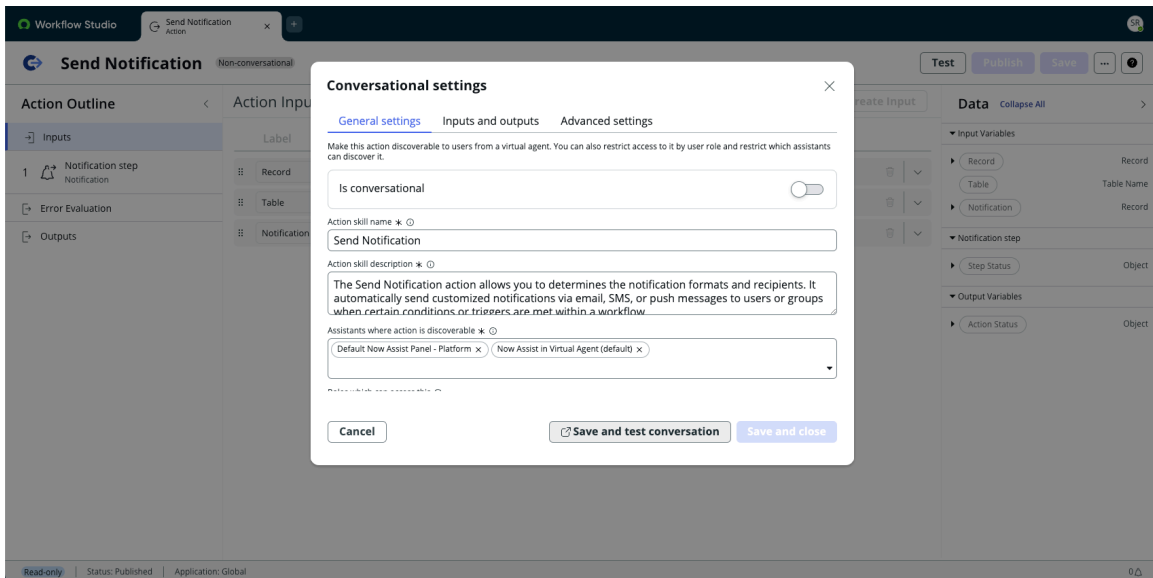 Workflow Studio
Send Notification
Action
SR
Send Notification
Non-conversational
Test
Publish
Save
Action Outline
Inputs
1
Notification step
Notification
Error Evaluation
Outputs
Action Inpu
Label
Record
Table
Notification
reate Input
Conversational settings
General settings
Inputs and outputs
Advanced settings
Make this action discoverable to users from a virtual agent. You can also restrict access to it by user role and restrict which assistants
can discover it.
Is conversational
Action skill name
Send Notification
Action skill description
The Send Notification action allows you to determines the notification formats and recipients. It
automatically send customized notifications via email, SMS, or push messages to users or groups
when certain conditions or triggers are met within a workflow
Assistants where action is discoverable
Default Now Assist Panel - Platform
Now Assist in Virtual Agent (default)
Cancel
Save and test conversation
Save and close
Data
Collapse All
Input Variables
Record
Record
Table
Table Name
Notification
Record
Notification step
Step Status
Object
Output Variables
Action Status
Object
Read-only
Status: Published
Application: Global
0